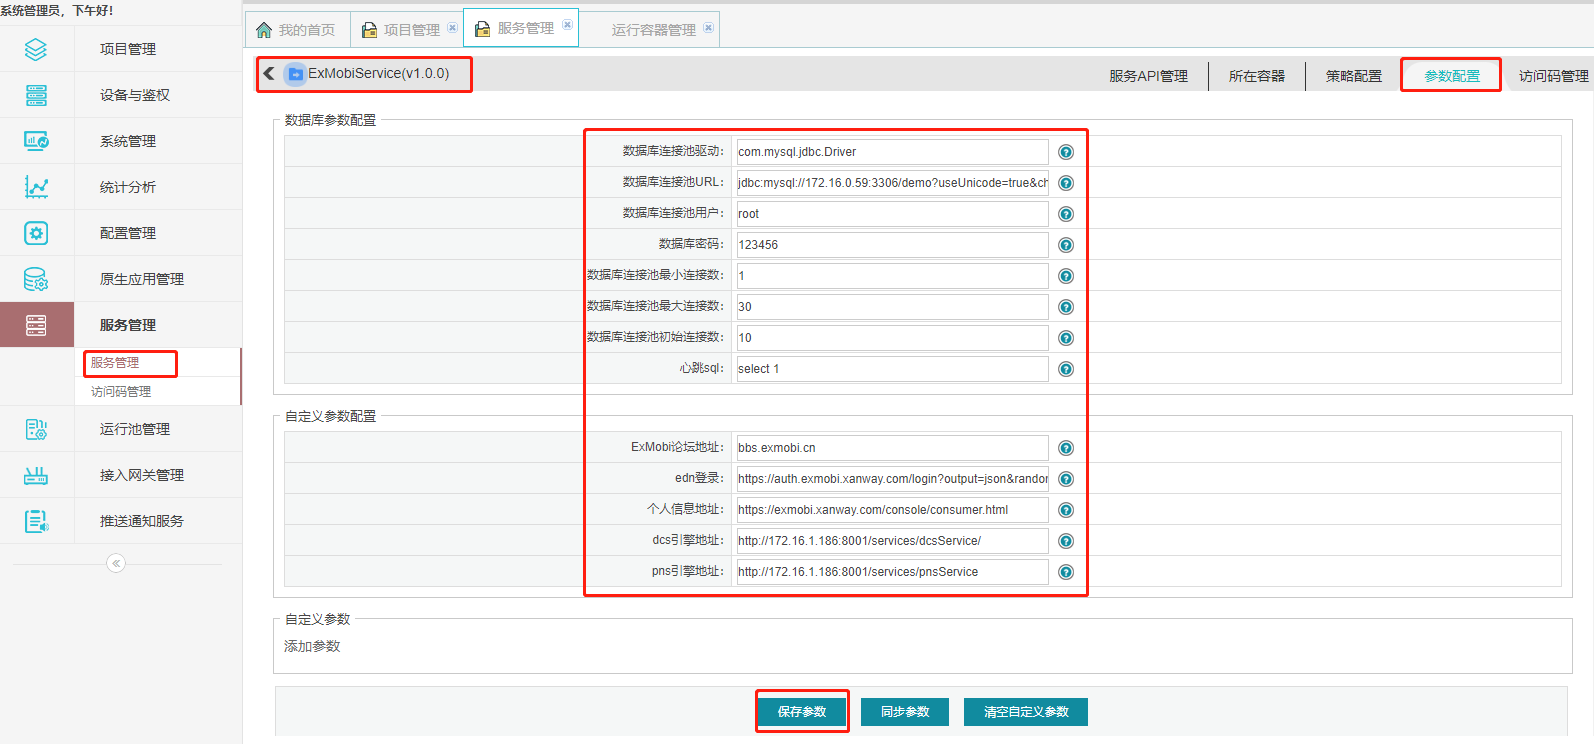 系统管理员，下午好！
项目管理
设备与鉴权
系统管理
统计分析
配置管理
原生应用管理
服务管理
服务管理
访问码管理
运行池管理
接入网关管理
推送通知服务
我的首页 项目管理 服务管理 运行容器管理
ExMobiService(v1.0.0) 服务API管理 所在容器 策略配置 参数配置 访问码管理
数据库参数配置
数据库连接池驱动: com.mysql.jdbc.Driver
数据库连接池URL: jdbc:mysql://172.16.0.59:3306/demo?useUnicode=true&ch
数据库连接池用户: root
数据库密码: 123456
数据库连接池最小连接数: 1
数据库连接池最大连接数: 30
数据库连接池初始连接数: 10
心跳sql: select 1
自定义参数配置
ExMobi论坛地址: bbs.exmobi.cn
edn登录: https://auth.exmobi.xanway.com/login?output=json&randor
个人信息地址: https://exmobi.xanway.com/console/consumer.html
dcs引擎地址: http://172.16.1.186:8001/services/dcsService/
pns引擎地址: http://172.16.1.186:8001/services/pnsService
自定义参数
添加参数
保存参数 同步参数 清空自定义参数